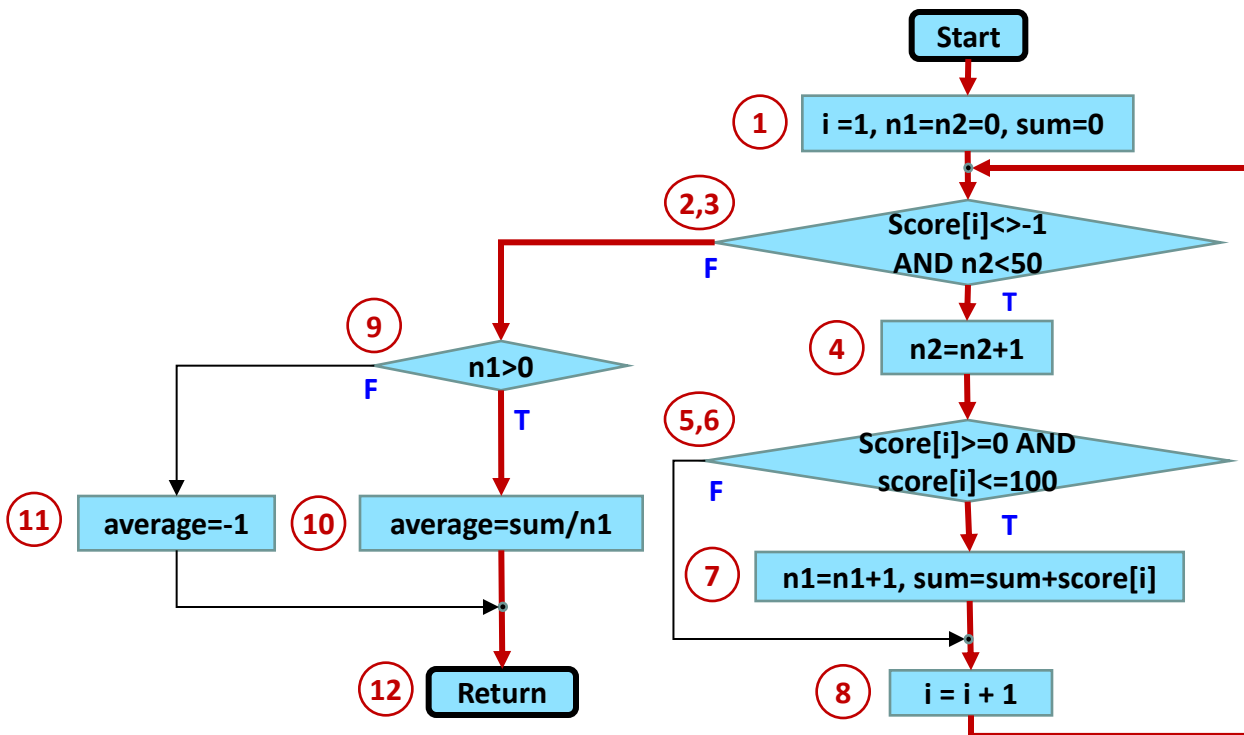 Start
1
i =1, n1=n2=0, sum=0
2,3
Score[i]<>-1
AND n2<50
F
T
9
n1>0
F
T
4
n2=n2+1
5,6
Score[i]>=0 AND
score[i]<=100
F
T
11
average=-1
10
average=sum/n1
7
n1=n1+1, sum=sum+score[i]
12
Return
8
i = i + 1